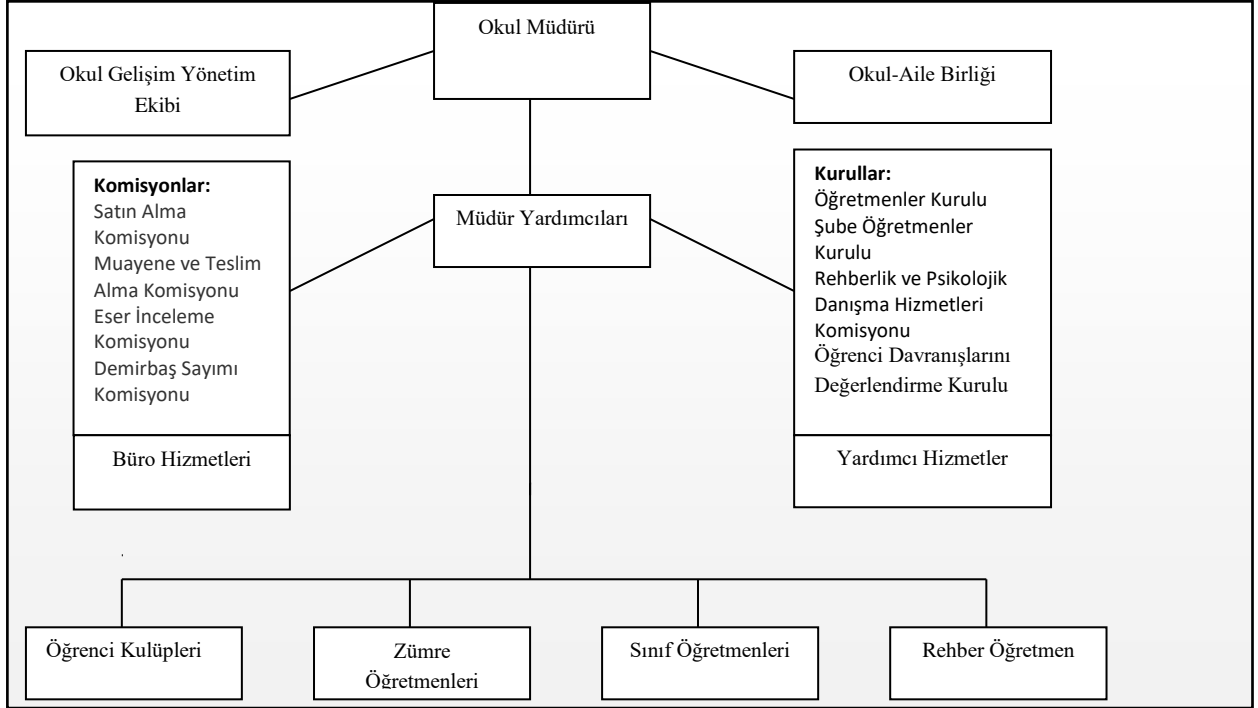 Okul Müdürü
Okul Gelişim Yönetim
Ekibi
Okul-Aile Birliği
Komisyonlar:
Satın Alma
Komisyonu
Muayene ve Teslim
Alma Komisyonu
Eser İnceleme
Komisyonu
Demirbaş Sayımı
Komisyonu
Müdür Yardımcıları
Kurullar:
Öğretmenler Kurulu
Şube Öğretmenler
Kurulu
Rehberlik ve Psikolojik
Danışma Hizmetleri
Komisyonu
Öğrenci Davranışlarını
Değerlendirme Kurulu
Büro Hizmetleri
Yardımcı Hizmetler
Öğrenci Kulüpleri
Zümre
Öğretmenleri
Sınıf Öğretmenleri
Rehber Öğretmen